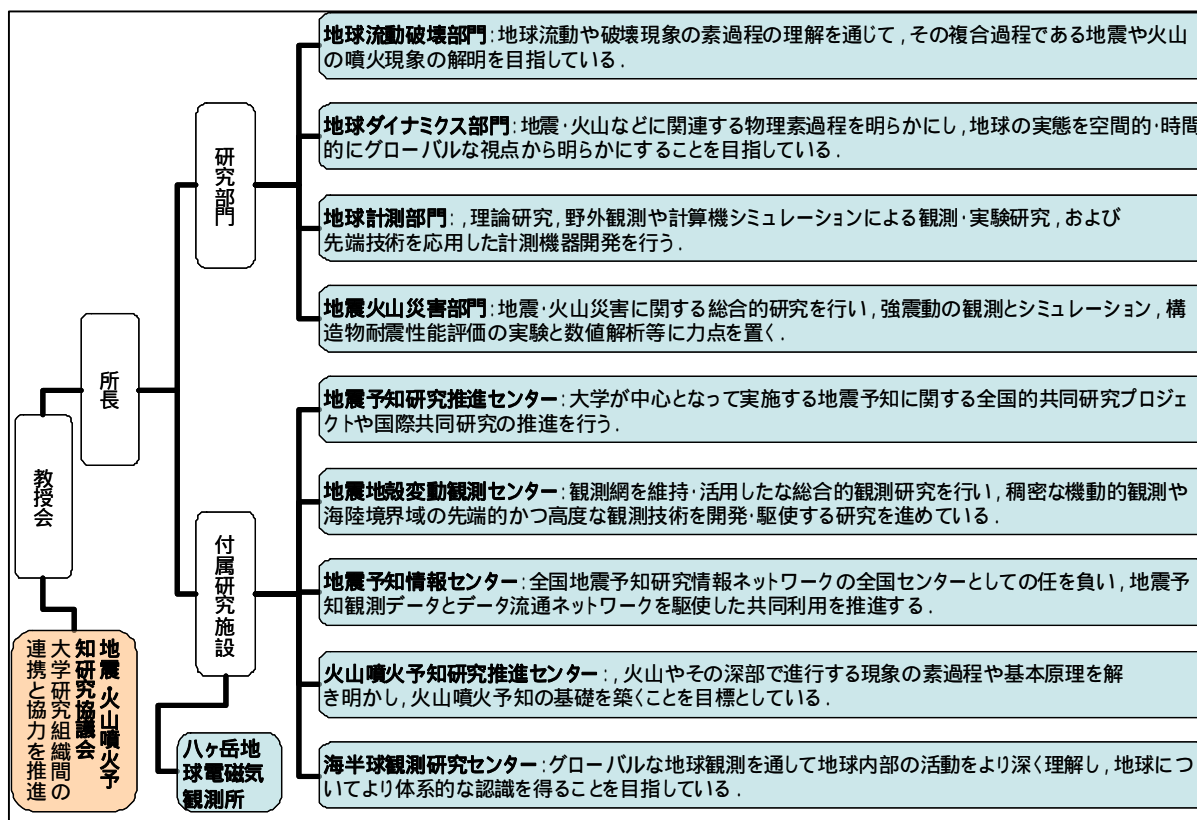 地球流動破壊部門:地球流動や破壊現象の素過程の理解を通じて,その複合過程である地震や火山
の噴火現象の解明を目指している.
地球ダイナミクス部門:地震・火山などに関連する物理素過程を明らかにし,地球の実態を空間的・時間
的にグローバルな視点から明らかにすることを目指している.
研究部門
地球計測部門:,理論研究,野外観測や計算機シミュレーションによる観測・実験研究,および
先端技術を応用した計測機器開発を行う.
地震火山災害部門:地震・火山災害に関する総合的研究を行い,強震動の観測とシミュレーション,構
造物耐震性能評価の実験と数値解析等に力点を置く.
所長
地震予知研究推進センター:大学が中心となって実施する地震予知に関する全国的共同研究プロジェ
クトや国際共同研究の推進を行う.
教授会
地震地殻変動観測センター:観測網を維持・活用したな総合的観測研究を行い,稠密な機動的観測や
海陸境界域の先端的かつ高度な観測技術を開発・駆使する研究を進めている.
付属研究施設
地震予知情報センター:全国地震予知研究情報ネットワークの全国センターとしての任を負い,地震予
知観測データとデータ流通ネットワークを駆使した共同利用を推進する.
地震 火山噴火予
知研究協議会
大学研究組織間の
連携と協力を推進
火山噴火予知研究推進センター:,火山やその深部で進行する現象の素過程や基本原理を解
き明かし,火山噴火予知の基礎を築くことを目標としている.
八ヶ岳地
球電磁気
観測所
海半球観測研究センター:グローバルな地球観測を通して地球内部の活動をより深く理解し,地球につ
いてより体系的な認識を得ることを目指している.